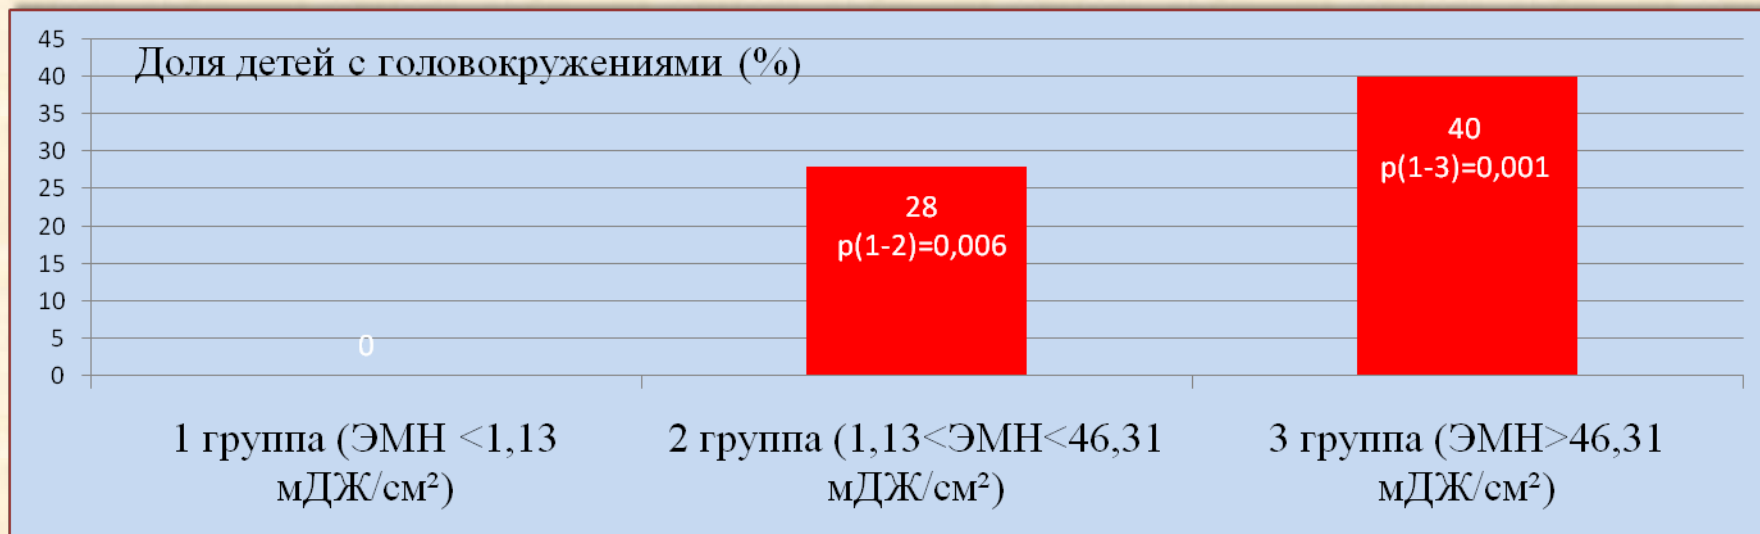 Доля детей с головокружениями (%)
45
40
35
30
25
20
15
10
5
0
0
28
p(1-2)=0,006
40
p(1-3)=0,001
1 группа (ЭМН <1,13
мДЖ/см²)
2 группа (1,13<ЭМН<46,31
мДЖ/см²)
3 группа (ЭМН>46,31
мДЖ/см²)